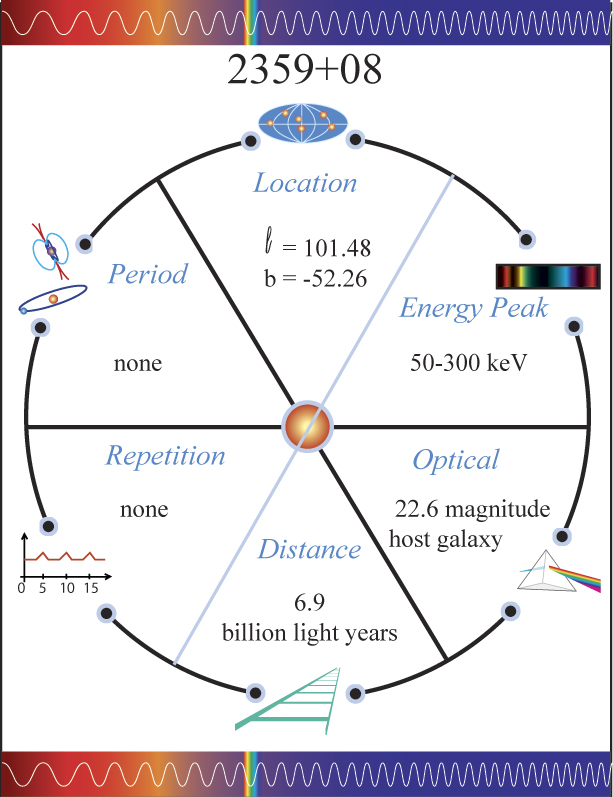 2359+08
Location
ℓ = 101.48
b = -52.26
Period
none
Energy Peak
50-300 keV
Repetition
none
Optical
22.6 magnitude
host galaxy
Distance
6.9
billion light years
0 5 10 15